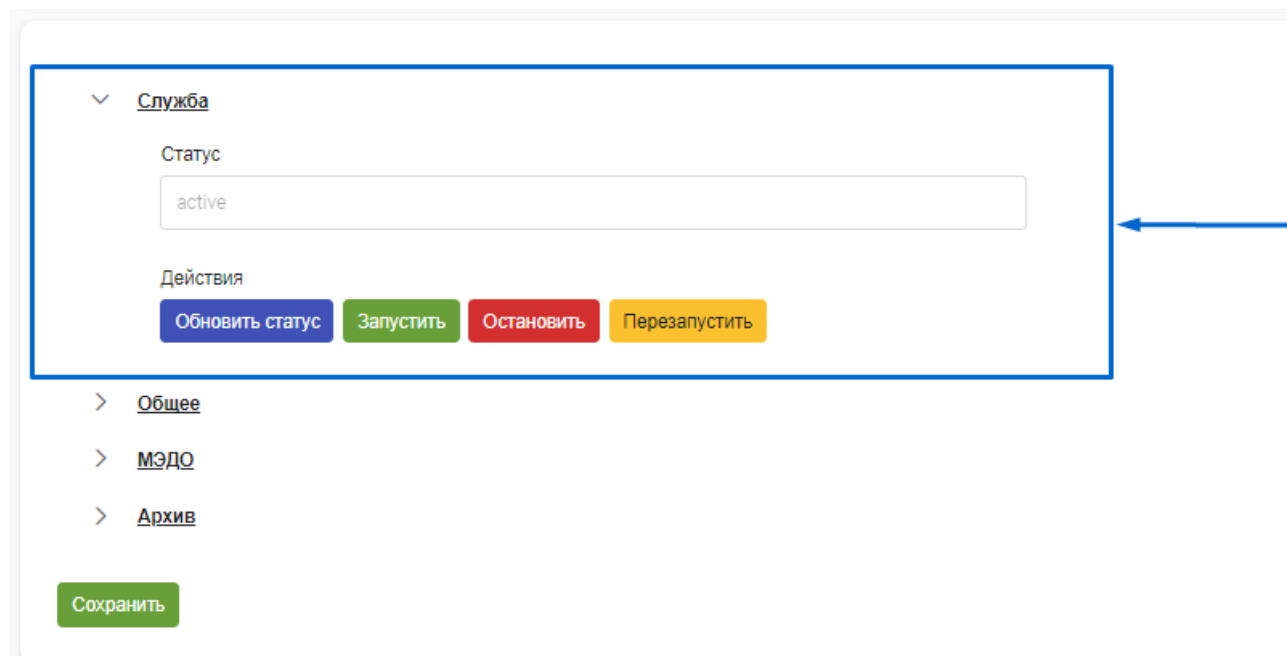 Служба
Статус
active
Действия
Обновить статус Запустить Остановить Перезапустить
Общее
МЭДО
Архив
Сохранить